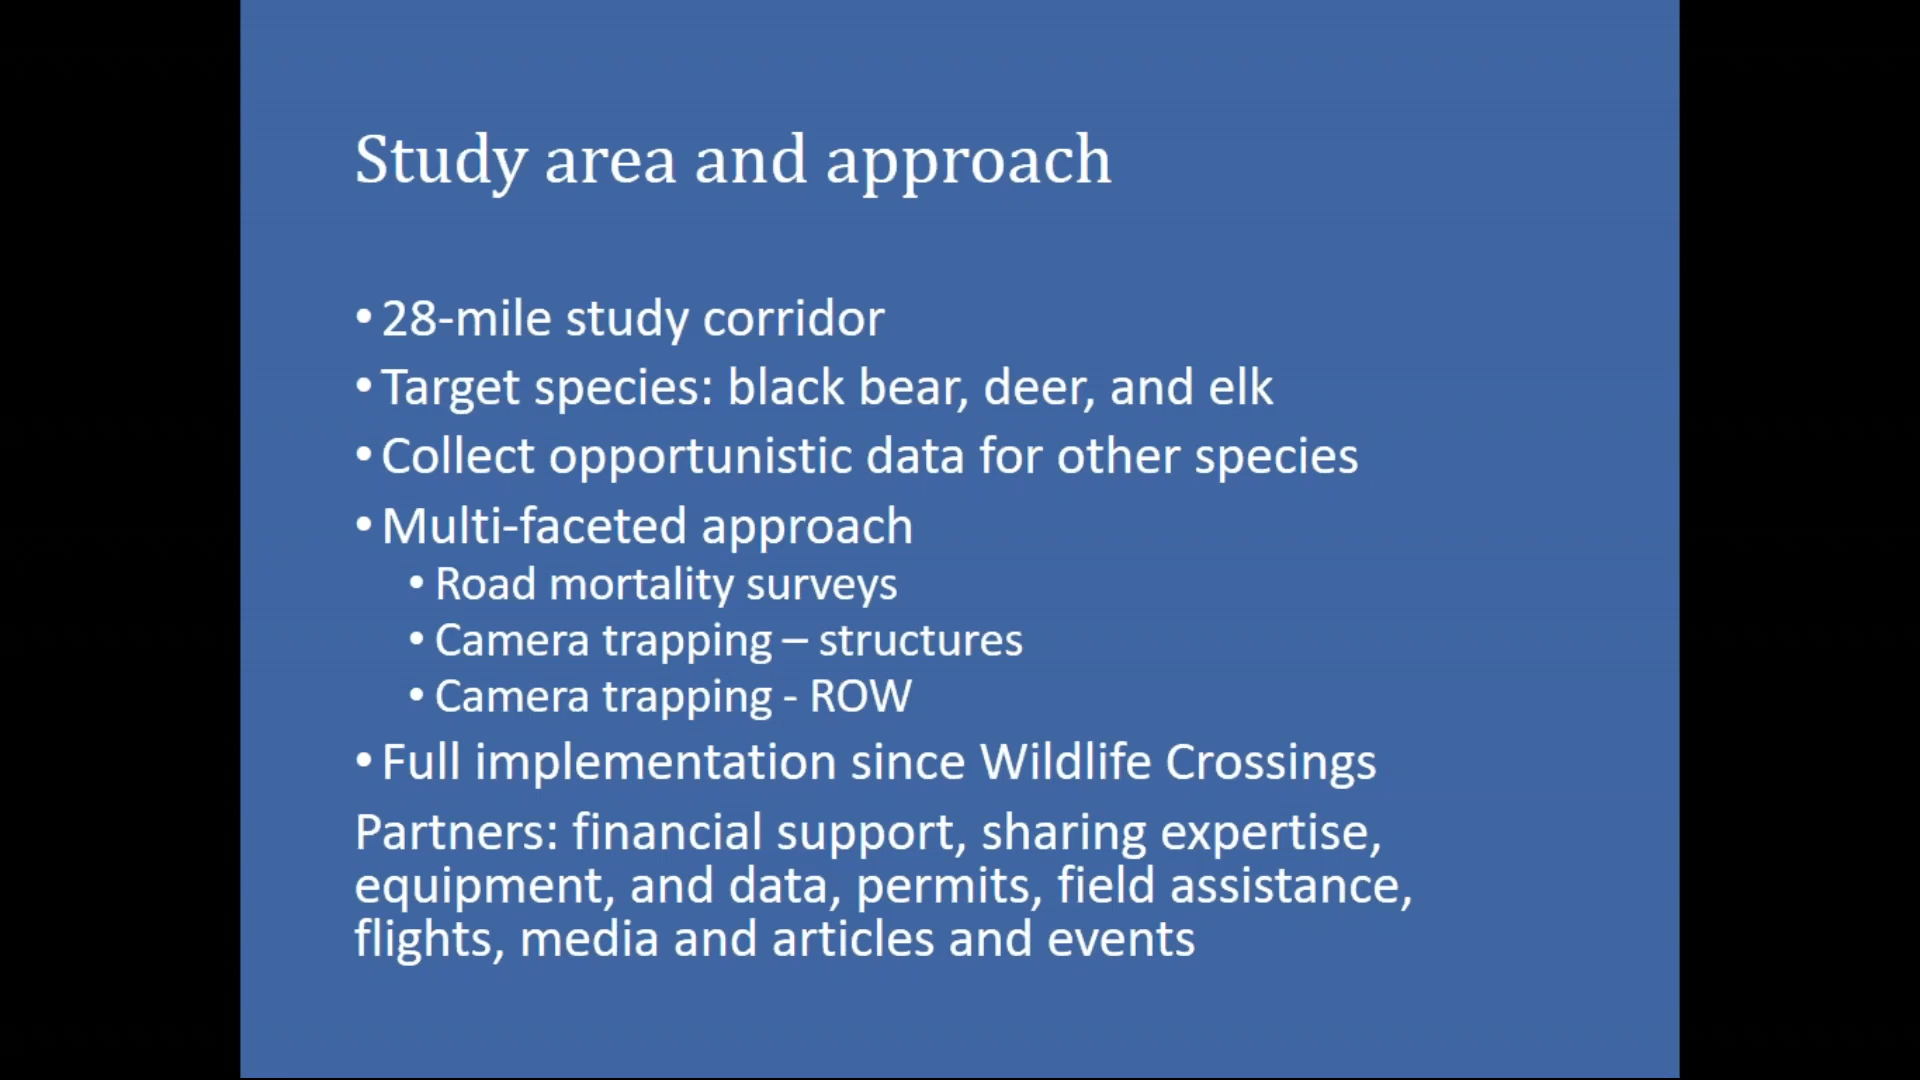 Study area and approach
• 28-mile study corridor
• Target species: black bear, deer, and elk
• Collect opportunistic data for other species
• Multi-faceted approach
• Road mortality surveys
• Camera trapping – structures
• Camera trapping - ROW
• Full implementation since Wildlife Crossings
Partners: financial support, sharing expertise,
equipment, and data, permits, field assistance,
flights, media and articles and events